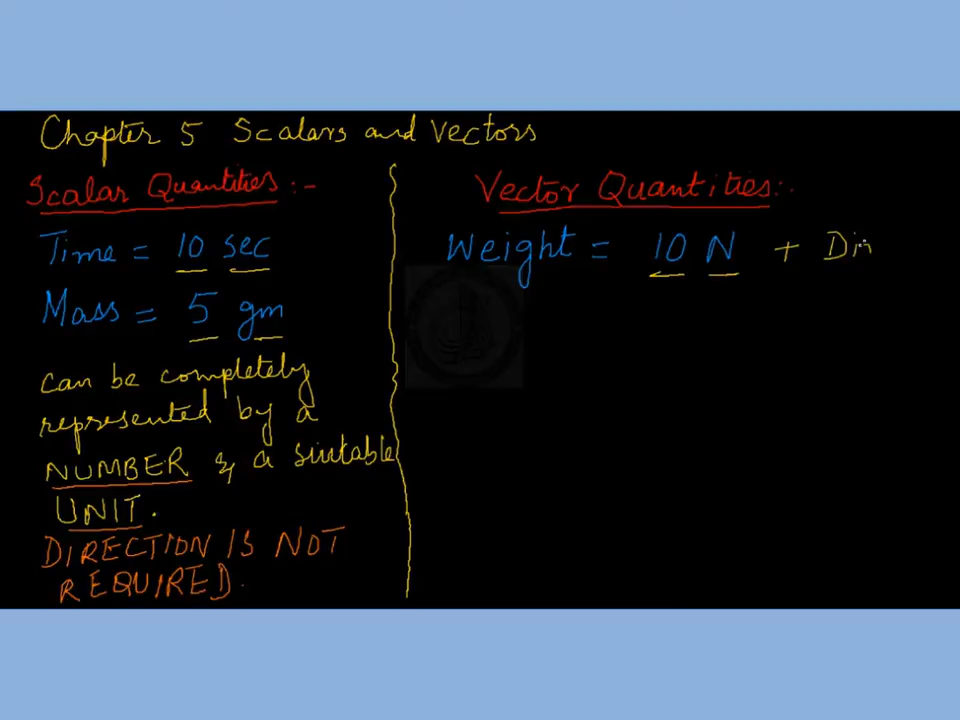 Chapter 5 Scalars and Vectors
Scalar Quantities :-
Time = 10 sec
Mass = 5 gm
can be completely
represented by a
NUMBER & a suitable
UNIT.
DIRECTION IS NOT
REQUIRED.
Vector Quantities :-
Weight = 10 N + Dir